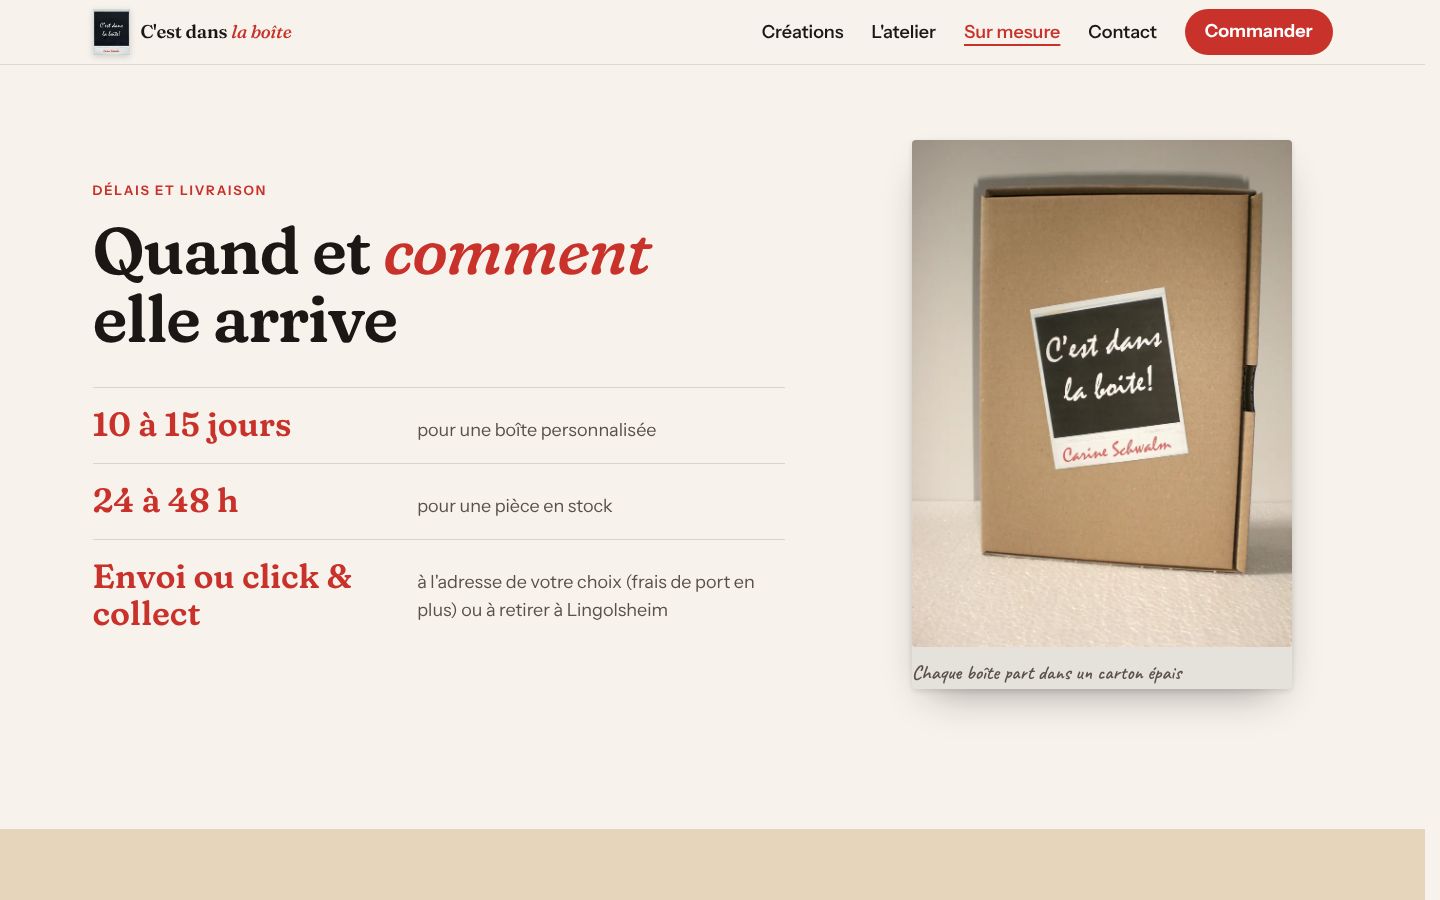 C'est dans la boîte
Créations
L'atelier
Sur mesure
Contact
Commander
DÉLAIS ET LIVRAISON
Quand et comment
elle arrive
10 à 15 jours
pour une boîte personnalisée
24 à 48 h
pour une pièce en stock
Envoi ou click &
collect
à l'adresse de votre choix (frais de port en
plus) ou à retirer à Lingolsheim
C'est dans
la boite!
Carine Schwalm
Chaque boîte part dans un carton épais